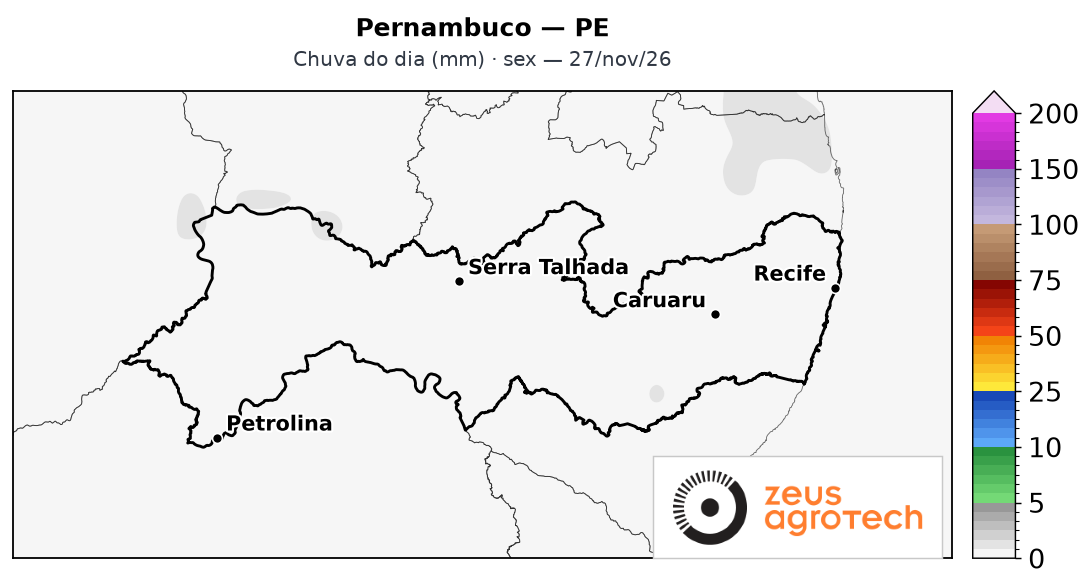 Pernambuco — PE
Chuva do dia (mm) · sex — 27/nov/26
Serra Talhada
Recife
Caruaru
Petrolina
200
150
100
75
50
25
10
5
0
zeus
agrotech